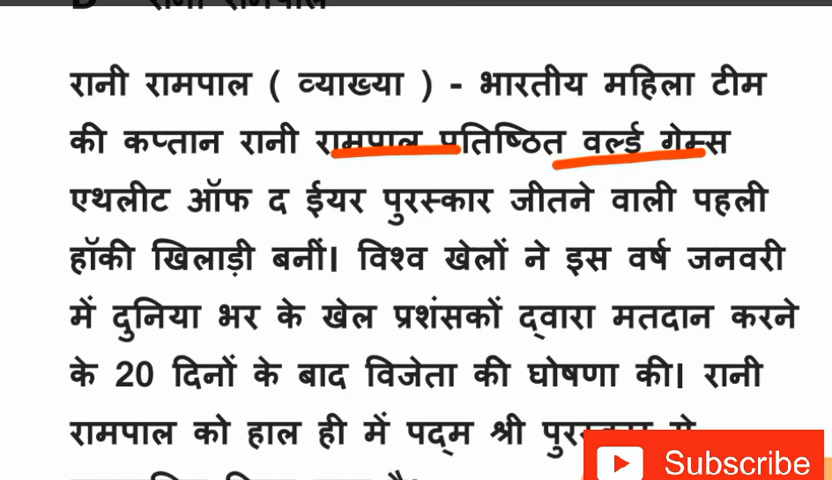 रानी रामपाल ( व्याख्या ) - भारतीय महिला टीम
की कप्तान रानी रामपाल प्रतिष्ठित वर्ल्ड गेम्स
एथलीट ऑफ द ईयर पुरस्कार जीतने वाली पहली
हॉकी खिलाड़ी बनीं। विश्व खेलों ने इस वर्ष जनवरी
में दुनिया भर के खेल प्रशंसकों द्वारा मतदान करने
के 20 दिनों के बाद विजेता की घोषणा की। रानी
रामपाल को हाल ही में पद्म श्री
Subscribe